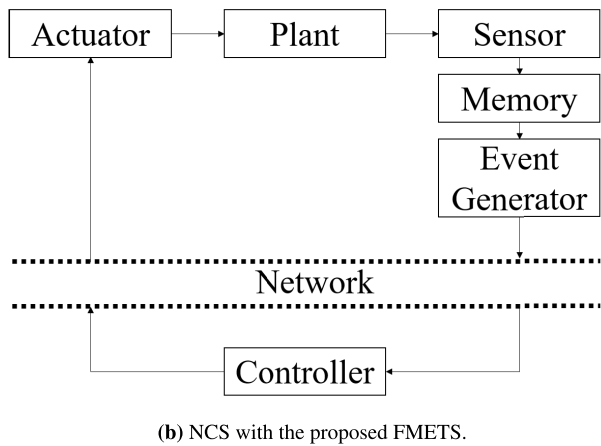 Actuator
Plant
Sensor
Memory
Event
Generator
Network
Controller
(b) NCS with the proposed FMETS.